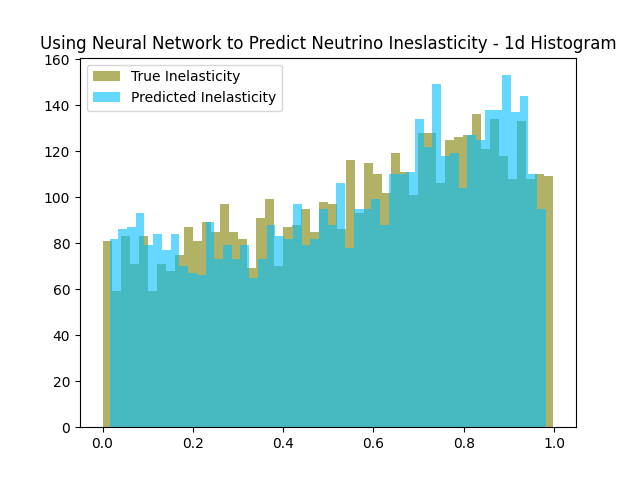 Using Neural Network to Predict Neutrino Ineslasticity - 1d Histogram
True Inelasticity
Predicted Inelasticity
160
140
120
100
80
60
40
20
0
0.0 0.2 0.4 0.6 0.8 1.0